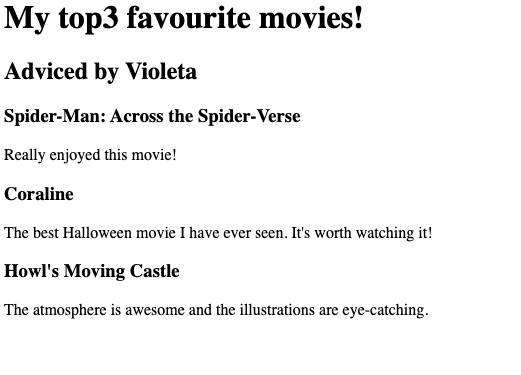 My top3 favourite movies!
Adviced by Violeta
Spider-Man: Across the Spider-Verse
Really enjoyed this movie!
Coraline
The best Halloween movie I have ever seen. It's worth watching it!
Howl's Moving Castle
The atmosphere is awesome and the illustrations are eye-catching.